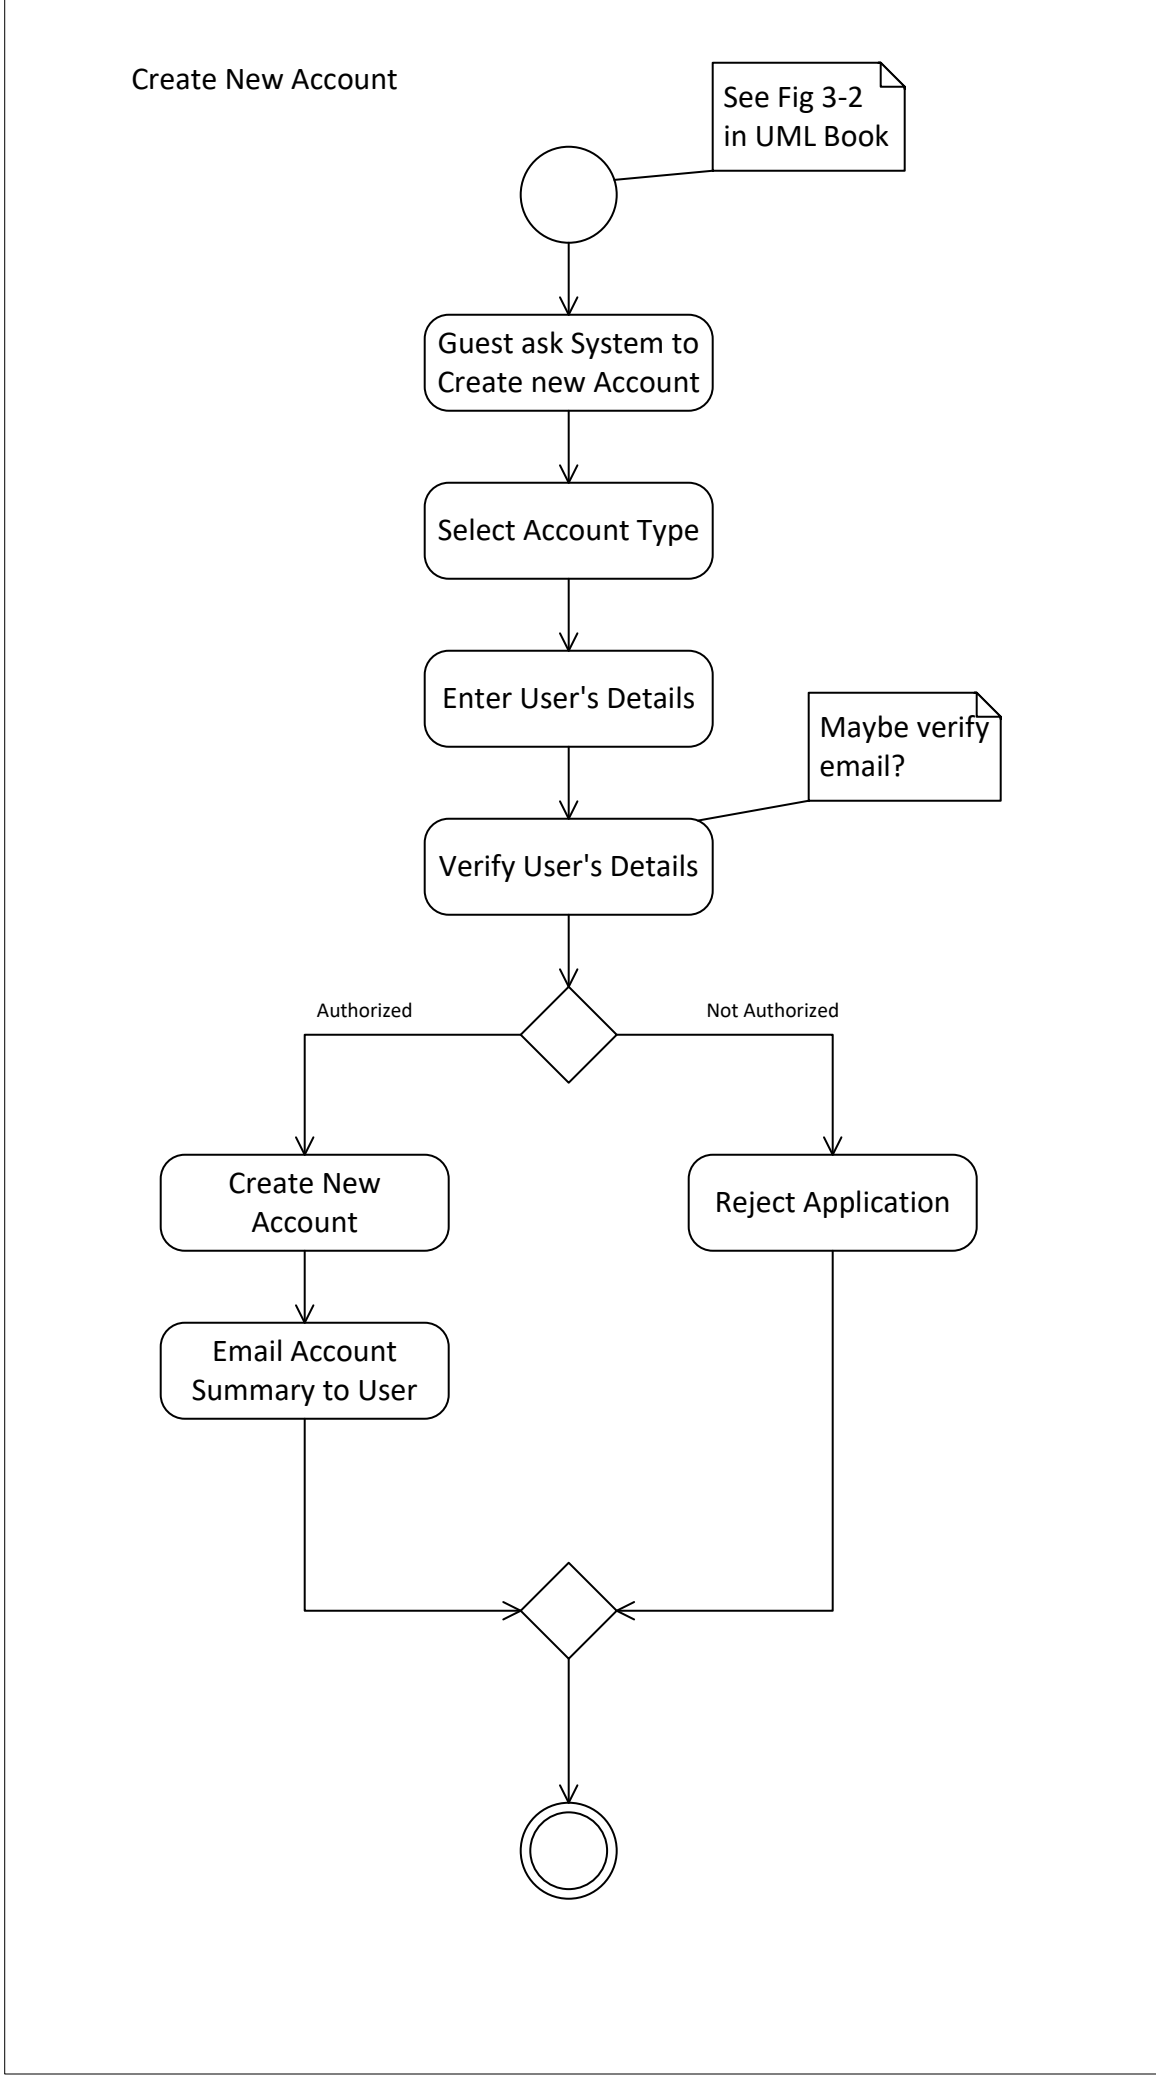 Create New Account
See Fig 3-2
in UML Book
Guest ask System to
Create new Account
Select Account Type
Enter User's Details
Maybe verify
email?
Verify User's Details
Authorized
Not Authorized
Create New
Account
Reject Application
Email Account
Summary to User